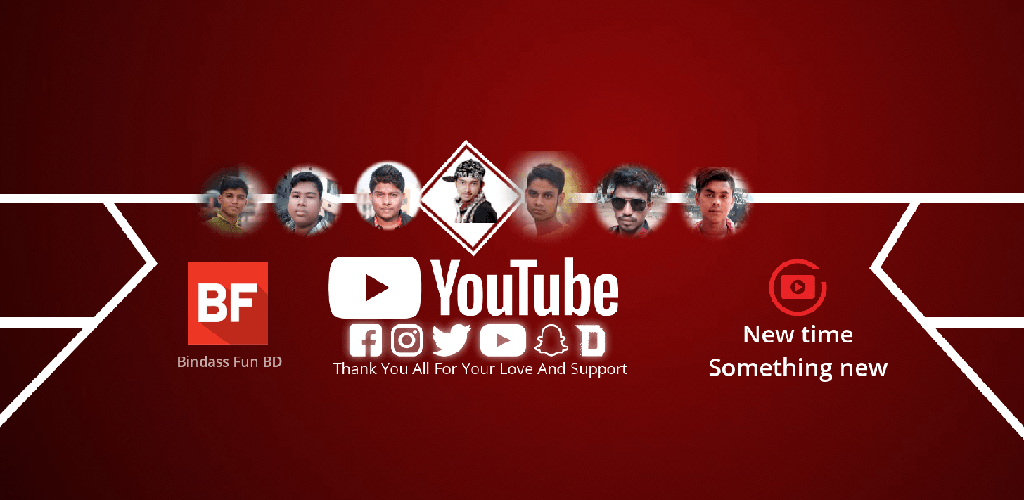 BF
Bindass Fun BD
YouTube
Thank You All For Your Love And Support
New time
Something new